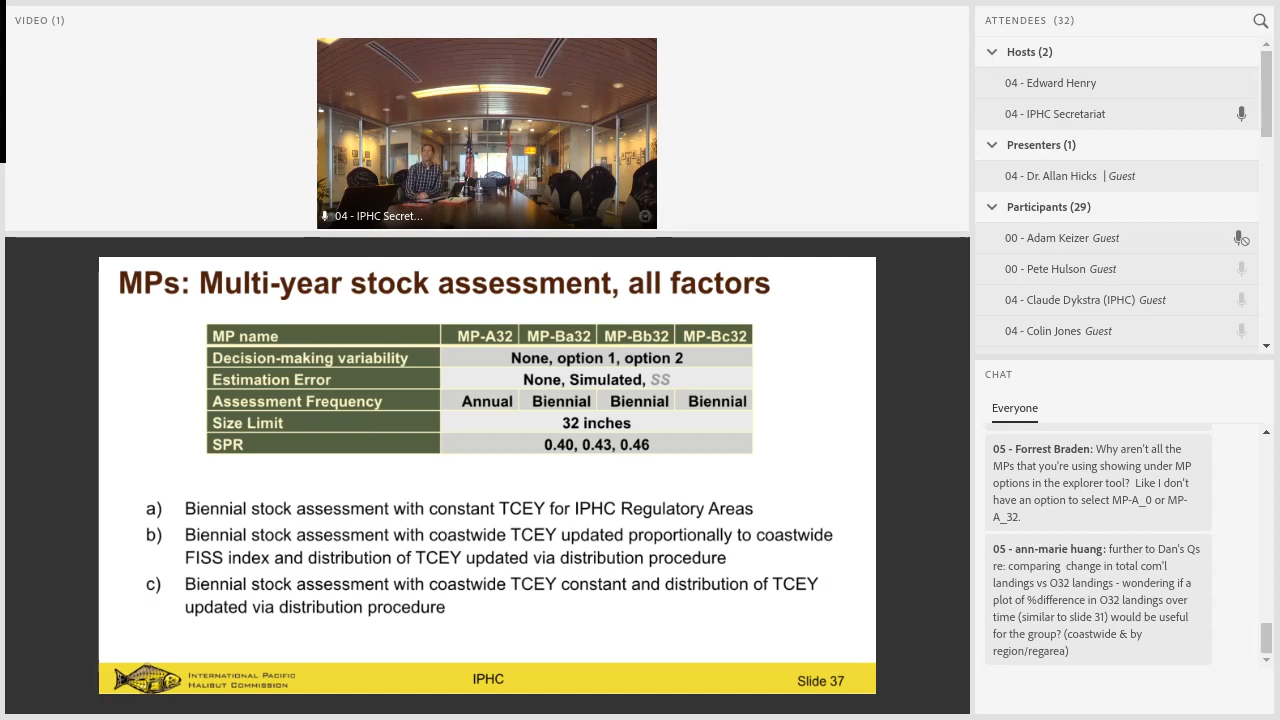 VIDEO (1)
04 - IPHC Secret...
MPs: Multi-year stock assessment, all factors
MP name MP-A32 MP-Ba32 MP-Bb32 MP-Bc32
Decision-making variability None, option 1, option 2
Estimation Error None, Simulated, SS
Assessment Frequency Annual Biennial Biennial Biennial
Size Limit 32 inches
SPR 0.40, 0.43, 0.46
a) Biennial stock assessment with constant TCEY for IPHC Regulatory Areas
b) Biennial stock assessment with coastwide TCEY updated proportionally to coastwide
FISS index and distribution of TCEY updated via distribution procedure
c) Biennial stock assessment with coastwide TCEY constant and distribution of TCEY
updated via distribution procedure
INTERNATIONAL PACIFIC
HALIBUT COMMISSION
IPHC
Slide 37
ATTENDEES (32)
Hosts (2)
04 - Edward Henry
04 - IPHC Secretariat
Presenters (1)
04 - Dr. Allan Hicks | Guest
Participants (29)
00 - Adam Keizer Guest
00 - Pete Hulson Guest
04 - Claude Dykstra (IPHC) Guest
04 - Colin Jones Guest
CHAT
Everyone
05 - Forrest Braden: Why aren't all the
MPs that you're using showing under MP
options in the explorer tool? Like I don't
have an option to select MP-A_0 or MP-
A_32.
05 - ann-marie huang: further to Dan's Qs
re: comparing change in total com'l
landings vs O32 landings - wondering if a
plot of %difference in O32 landings over
time (similar to slide 31) would be useful
for the group? (coastwide & by
region/regarea)